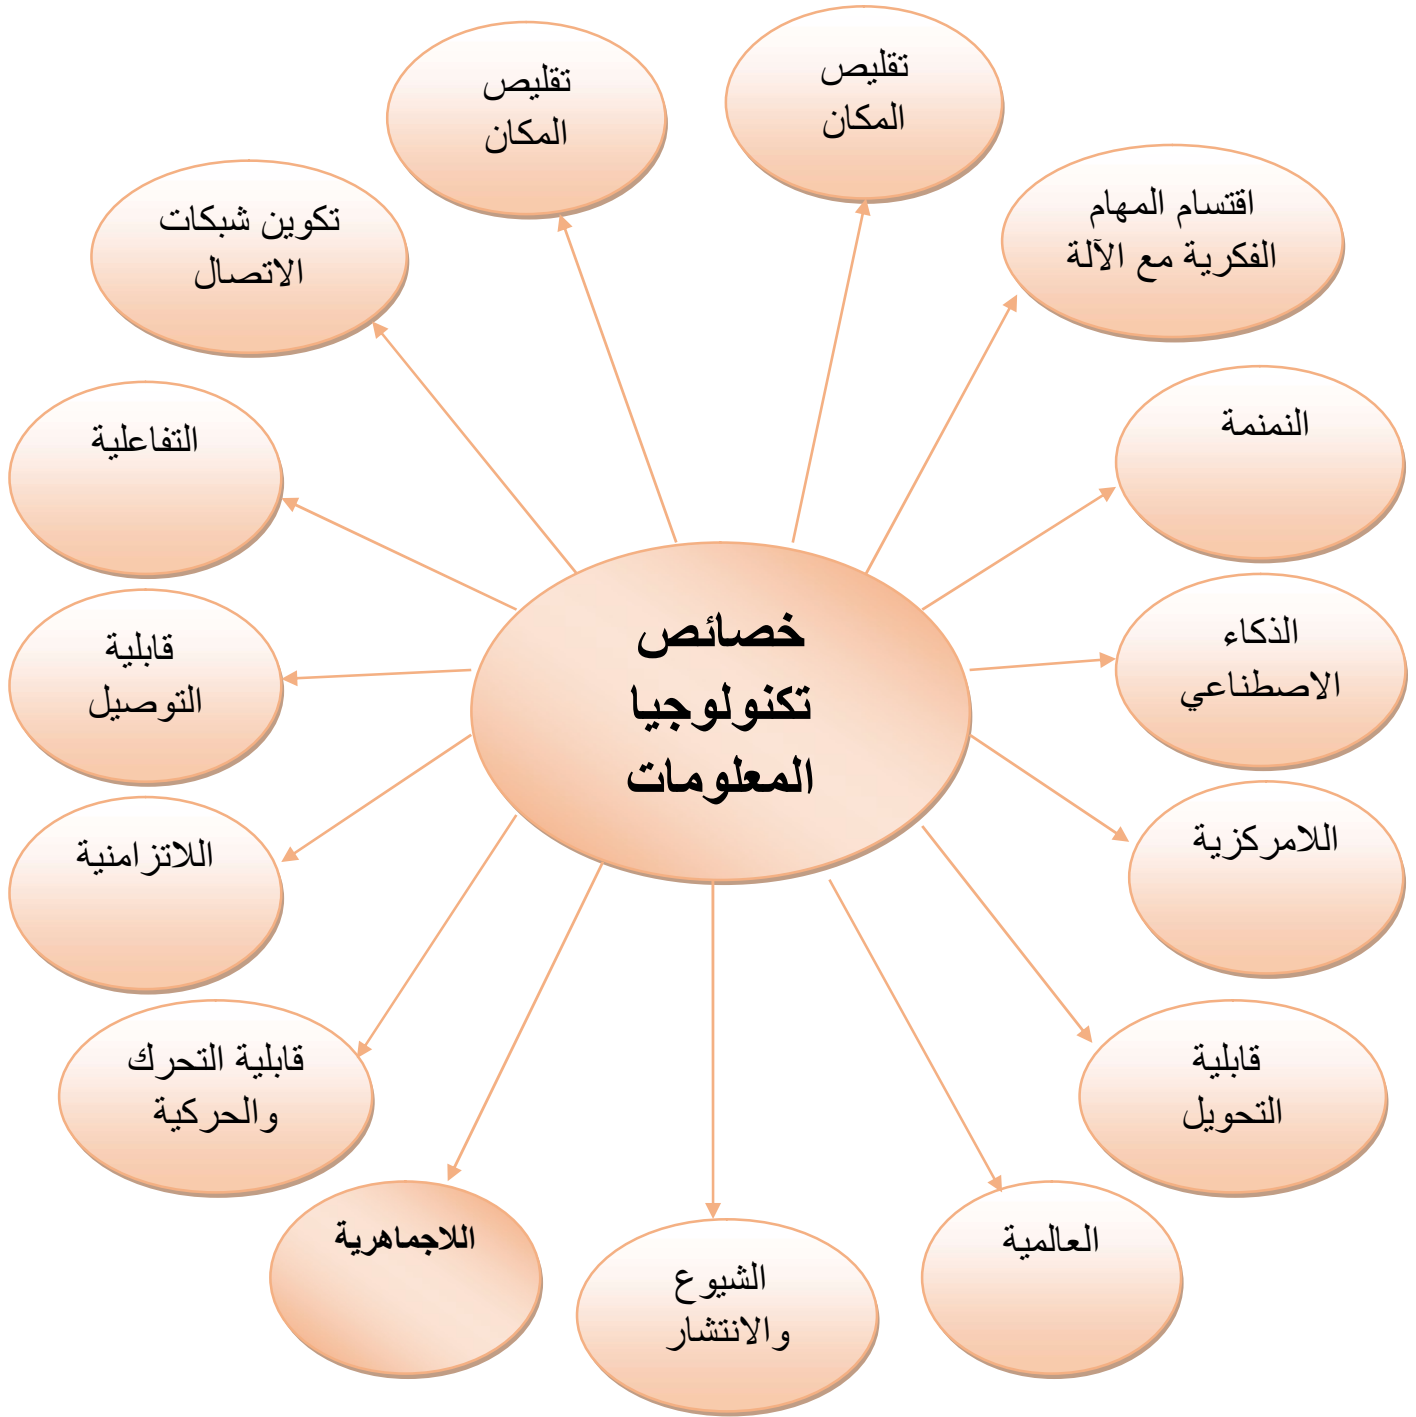 تقليص
المكان
تقليص
المكان
اقتسام المهام
الفكرية مع الآلة
تكوين شبكات
الاتصال
النمنمة
التفاعلية
الذكاء
الاصطناعي
قابلية
التوصيل
خصائص
تكنولوجيا
المعلومات
اللامركزية
اللاتزامنية
قابلية
التحويل
قابلية التحرك
والحركية
العالمية
اللاجماهرية
الشيوع
والانتشار